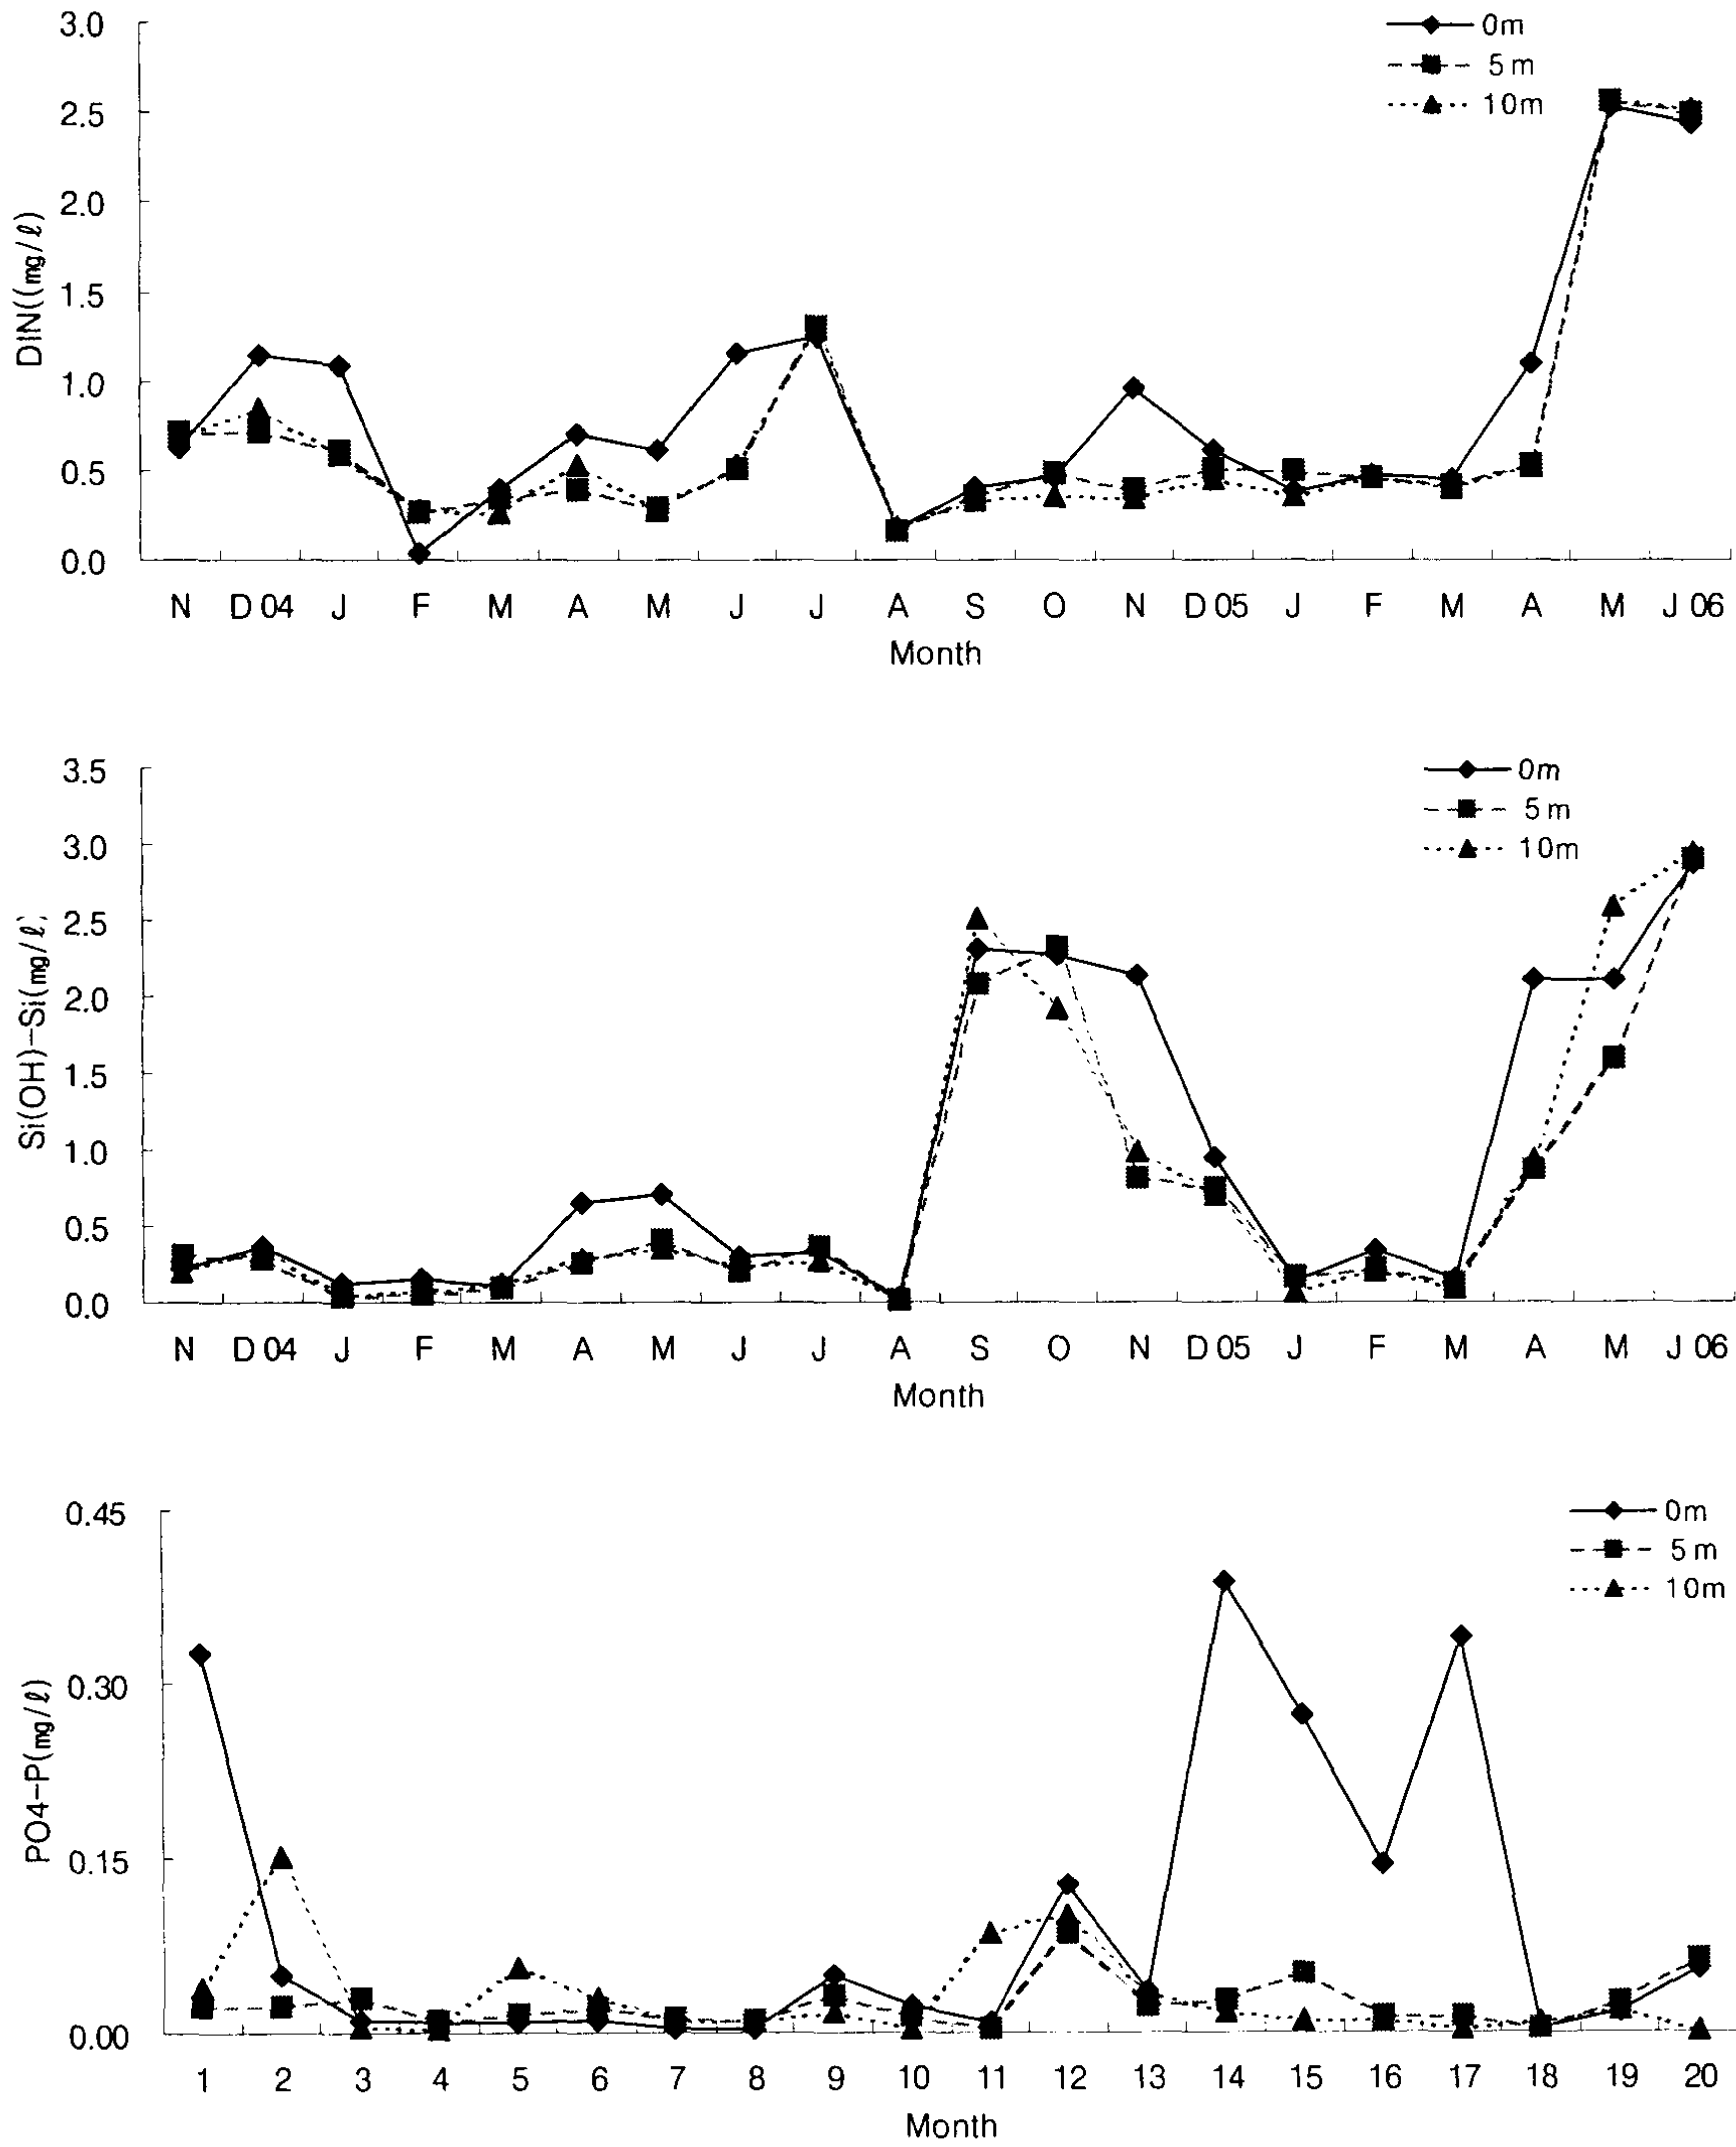 3.0
2.5
2.0
1.5
1.0
0.5
0.0
DIN((mg/ℓ)
0m
5m
10m
N D 04 J F M A M J J A S O N D 05 J F M A M J 06
Month
3.5
3.0
2.5
2.0
1.5
1.0
0.5
0.0
Si(OH)-Si(mg/ℓ)
0m
5m
10m
N D 04 J F M A M J J A S O N D 05 J F M A M J 06
Month
0.45
0.30
0.15
0.00
PO4-P(mg/ℓ)
0m
5m
10m
1 2 3 4 5 6 7 8 9 10 11 12 13 14 15 16 17 18 19 20
Month